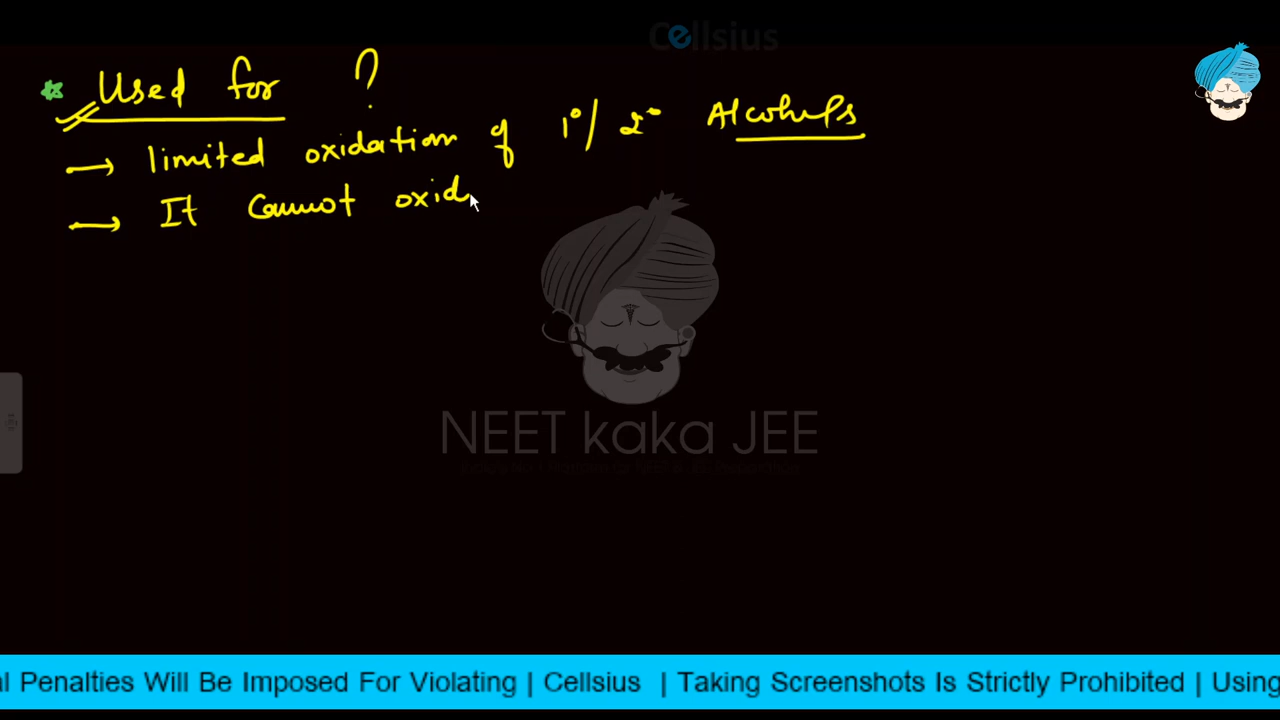 Cellsius
Used for ?
→ limited oxidation of 1°/2° Alcohols
→ It cannot oxid
NEET kaka JEE
al Penalties Will Be Imposed For Violating | Cellsius | Taking Screenshots Is Strictly Prohibited | Using